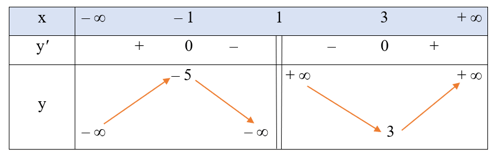 x – ∞ – 1 1 3 + ∞
y′ + 0 – – 0 +
– 5 + ∞ + ∞
y
– ∞ – ∞ 3